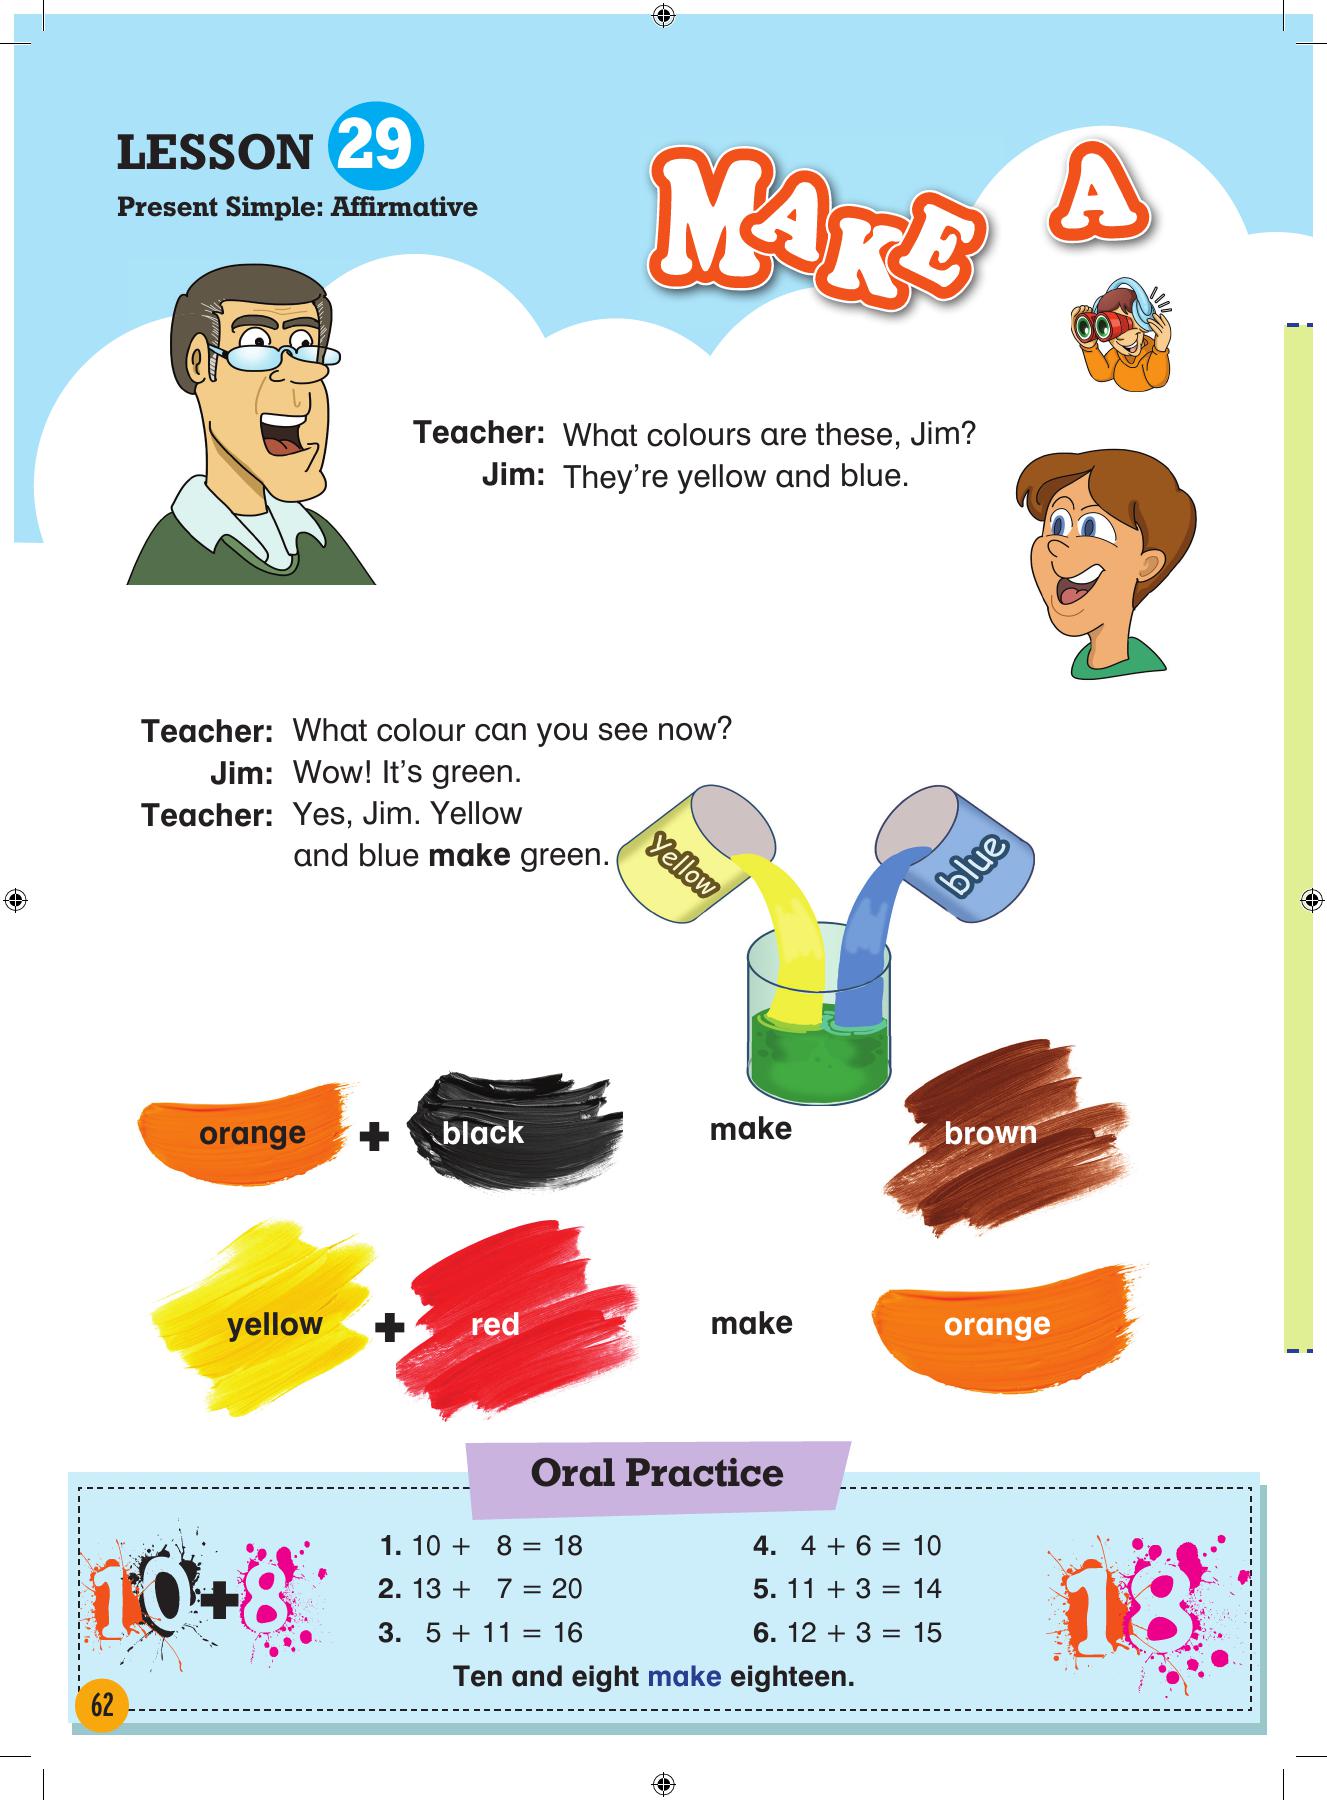 LESSON 29
Present Simple: Affirmative
MAKE
A
Teacher: What colours are these, Jim?
Jim: They're yellow and blue.
Teacher: What colour can you see now?
Jim: Wow! It's green.
Teacher: Yes, Jim. Yellow
and blue make green.
yellow
blue
orange + black make brown
yellow + red make orange
Oral Practice
10+8
18
1. 10 + 8 = 18
2. 13 + 7 = 20
3. 5 + 11 = 16
4. 4 + 6 = 10
5. 11 + 3 = 14
6. 12 + 3 = 15
Ten and eight make eighteen.
62